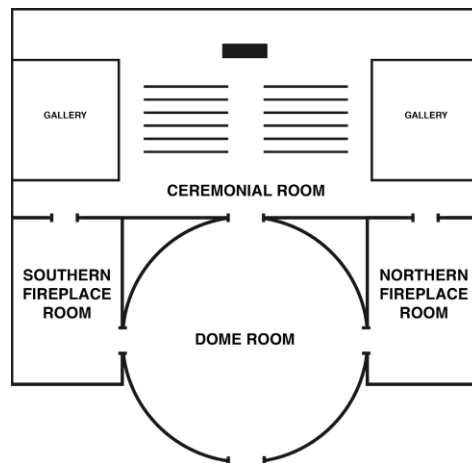 GALLERY
GALLERY
CEREMONIAL ROOM
SOUTHERN
FIREPLACE
ROOM
NORTHERN
FIREPLACE
ROOM
DOME ROOM